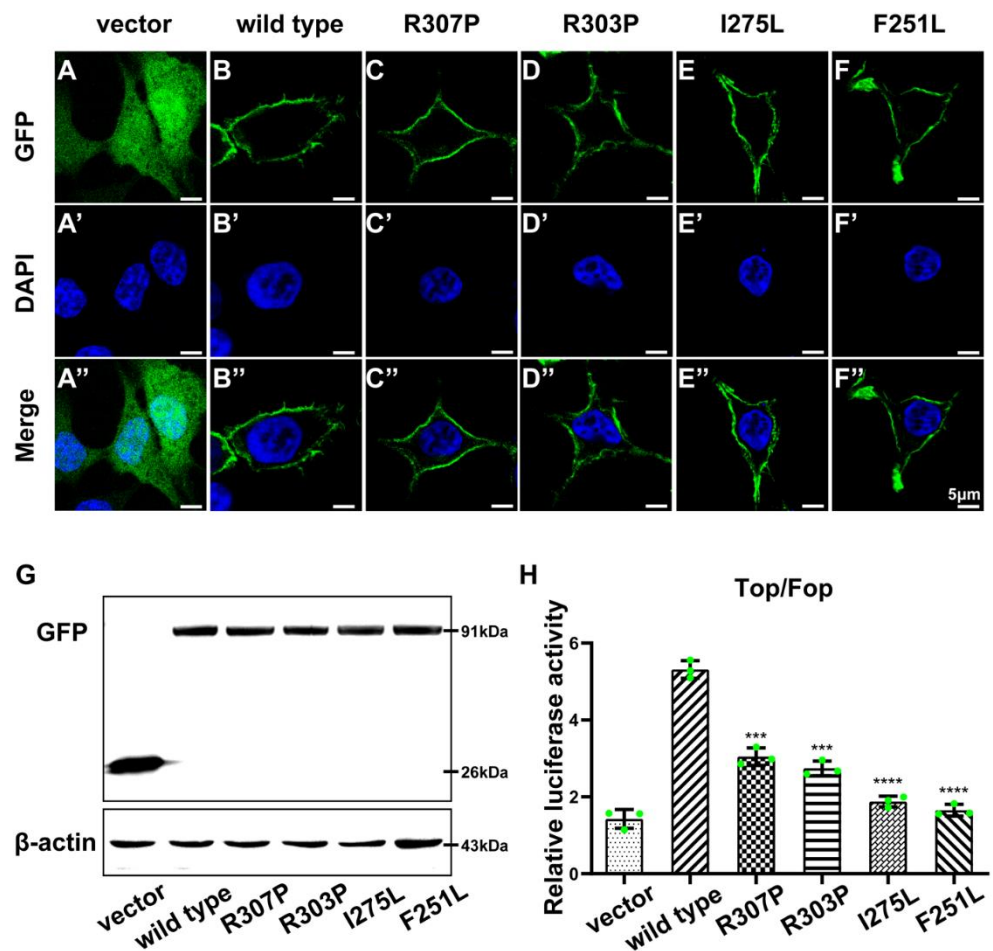 vector wild type R307P R303P I275L F251L
GFP A B C D E F
DAPI A' B' C' D' E' F'
Merge A'' B'' C'' D'' E'' F''
5μm
G
GFP
91kDa
26kDa
β-actin
43kDa
vector wild type R307P R303P I275L F251L
H
Top/Fop
Relative luciferase activity
6
4
2
0
*** *** **** ****
vector wild type R307P R303P I275L F251L